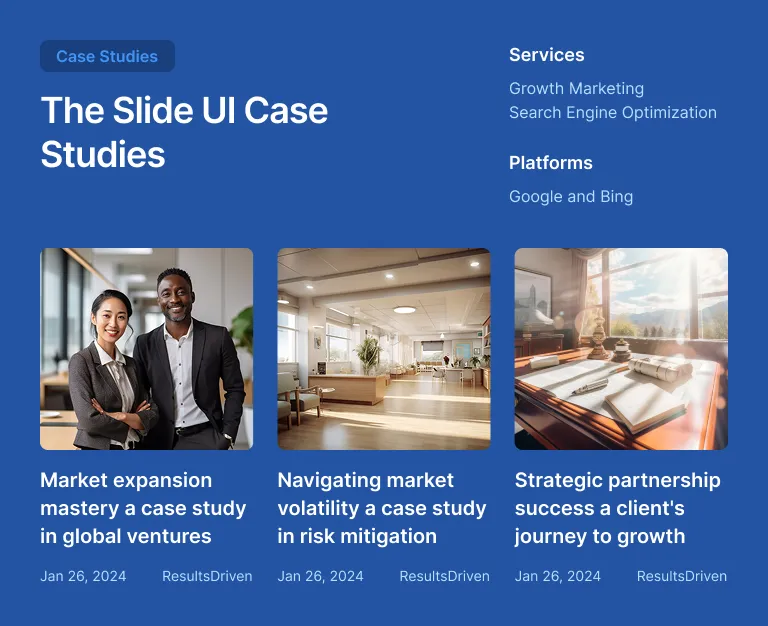 Case Studies
The Slide UI Case
Studies
Services
Growth Marketing
Search Engine Optimization
Platforms
Google and Bing
Market expansion
mastery a case study
in global ventures
Jan 26, 2024 ResultsDriven
Navigating market
volatility a case study
in risk mitigation
Jan 26, 2024 ResultsDriven
Strategic partnership
success a client's
journey to growth
Jan 26, 2024 ResultsDriven